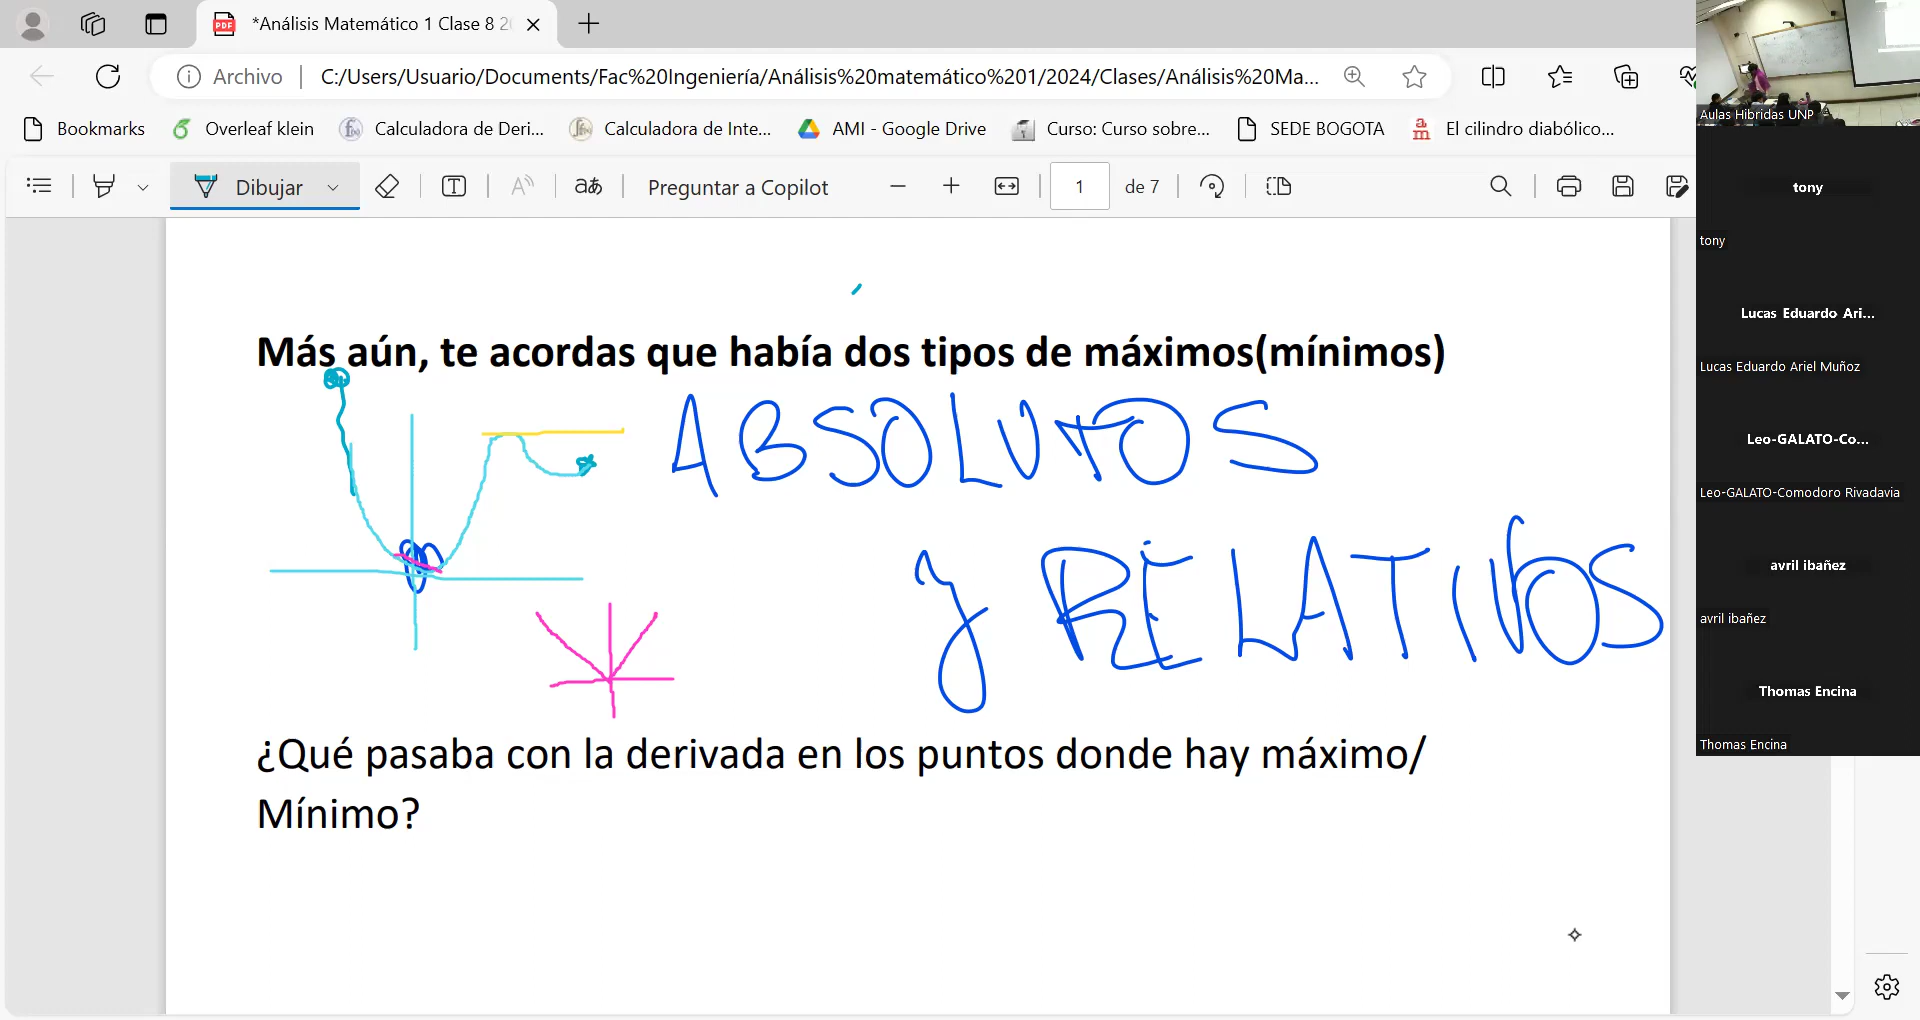 *Análisis Matemático 1 Clase 8 2
Archivo
C:/Users/Usuario/Documents/Fac%20Ingeniería/Análisis%20matemático%201/2024/Clases/Análisis%20Ma...
Bookmarks
Overleaf klein
Calculadora de Deri...
Calculadora de Inte...
AMI - Google Drive
Curso: Curso sobre...
SEDE BOGOTA
El cilindro diabólico...
Dibujar
Preguntar a Copilot
1
de 7
Más aún, te acordas que había dos tipos de máximos(mínimos)
ABSOLUTOS
y RELATIVOS
¿Qué pasaba con la derivada en los puntos donde hay máximo/
Mínimo?
Aulas Hibridas UNP
tony
tony
Lucas Eduardo Ari...
Lucas Eduardo Ariel Muñoz
Leo-GALATO-Co...
Leo-GALATO-Comodoro Rivadavia
avril ibañez
avril ibañez
Thomas Encina
Thomas Encina